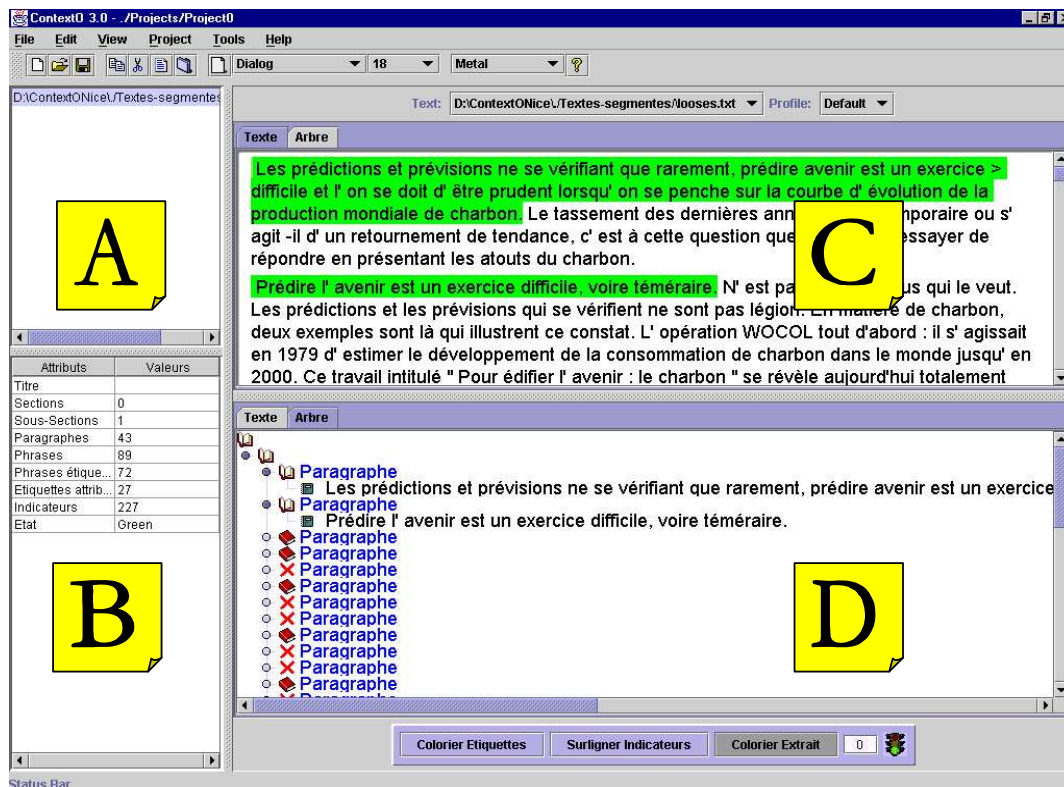 ContextO 3.0 - ./Projects/Project0
File Edit View Project Tools Help
Dialog 18 Metal
D:\ContextONice\./Textes-segmentes
Text: D:\ContextONice\./Textes-segmentes/looses.txt Profile: Default
Texte Arbre
Les prédictions et prévisions ne se vérifiant que rarement, prédire avenir est un exercice >
difficile et l' on se doit d' être prudent lorsqu' on se penche sur la courbe d' évolution de la
production mondiale de charbon. Le tassement des dernières ann mporaire ou s'
agit -il d' un retournement de tendance, c' est à cette question que essayer de
répondre en présentant les atouts du charbon.
Prédire l' avenir est un exercice difficile, voire téméraire. N' est pa us qui le veut.
Les prédictions et les prévisions qui se vérifient ne sont pas légion. En matière de charbon,
deux exemples sont là qui illustrent ce constat. L' opération WOCOL tout d'abord : il s' agissait
en 1979 d' estimer le développement de la consommation de charbon dans le monde jusqu' en
2000. Ce travail intitulé " Pour édifier l' avenir : le charbon " se révèle aujourd'hui totalement
A
C
Attributs Valeurs
Titre
Sections 0
Sous-Sections 1
Paragraphes 43
Phrases 89
Phrases étique... 72
Etiquettes attrib... 27
Indicateurs 227
Etat Green
B
Texte Arbre
Paragraphe
Les prédictions et prévisions ne se vérifiant que rarement, prédire avenir est un exercice
Paragraphe
Prédire l' avenir est un exercice difficile, voire téméraire.
Paragraphe
Paragraphe
Paragraphe
Paragraphe
Paragraphe
Paragraphe
Paragraphe
Paragraphe
Paragraphe
Paragraphe
Paragraphe
D
Colorier Etiquettes Surligner Indicateurs Colorier Extrait 0
Status Bar